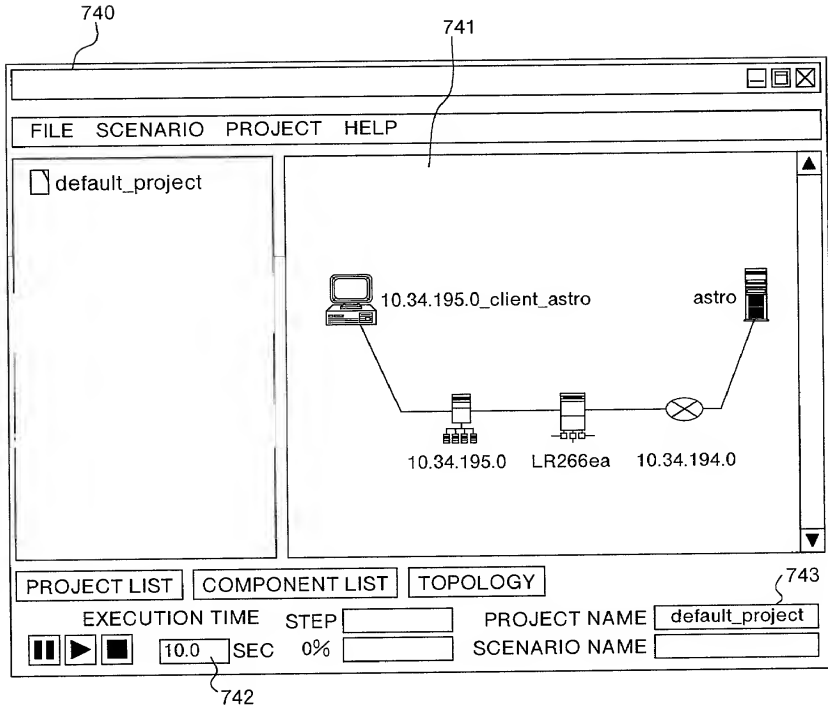 740
741
FILE SCENARIO PROJECT HELP
default_project
10.34.195.0_client_astro
astro
10.34.195.0
LR266ea
10.34.194.0
PROJECT LIST
COMPONENT LIST
TOPOLOGY
743
EXECUTION TIME
STEP
PROJECT NAME
default_project
10.0 SEC
0%
SCENARIO NAME
742